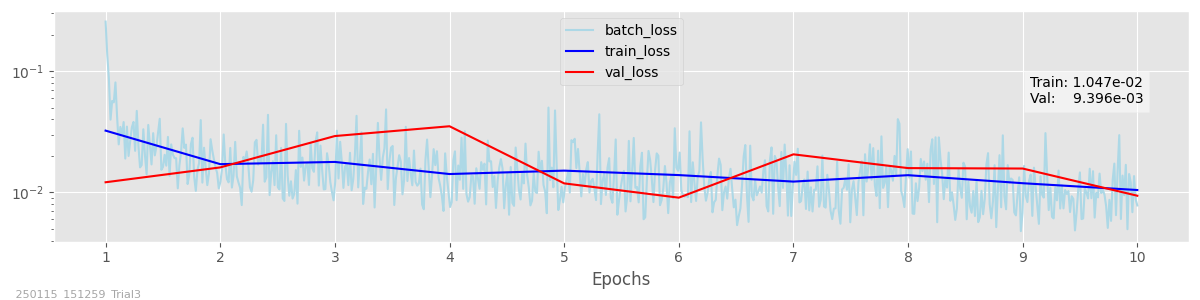 batch_loss
train_loss
val_loss
Train: 1.047e-02
Val: 9.396e-03
10⁻¹
10⁻²
1 2 3 4 5 6 7 8 9 10
Epochs
250115_151259_Trial3